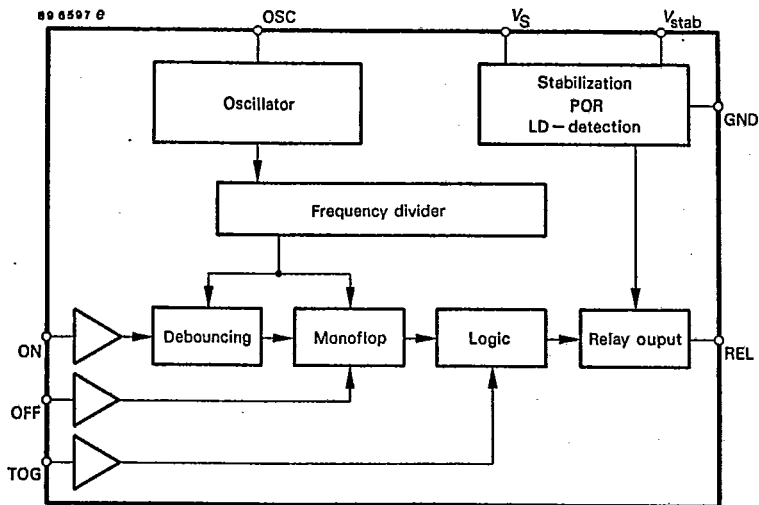 89 6597 e
OSC
VS
Vstab
Oscillator
Stabilization
POR
LD-detection
GND
Frequency divider
ON
Debouncing
Monoflop
Logic
Relay ouput
REL
OFF
TOG